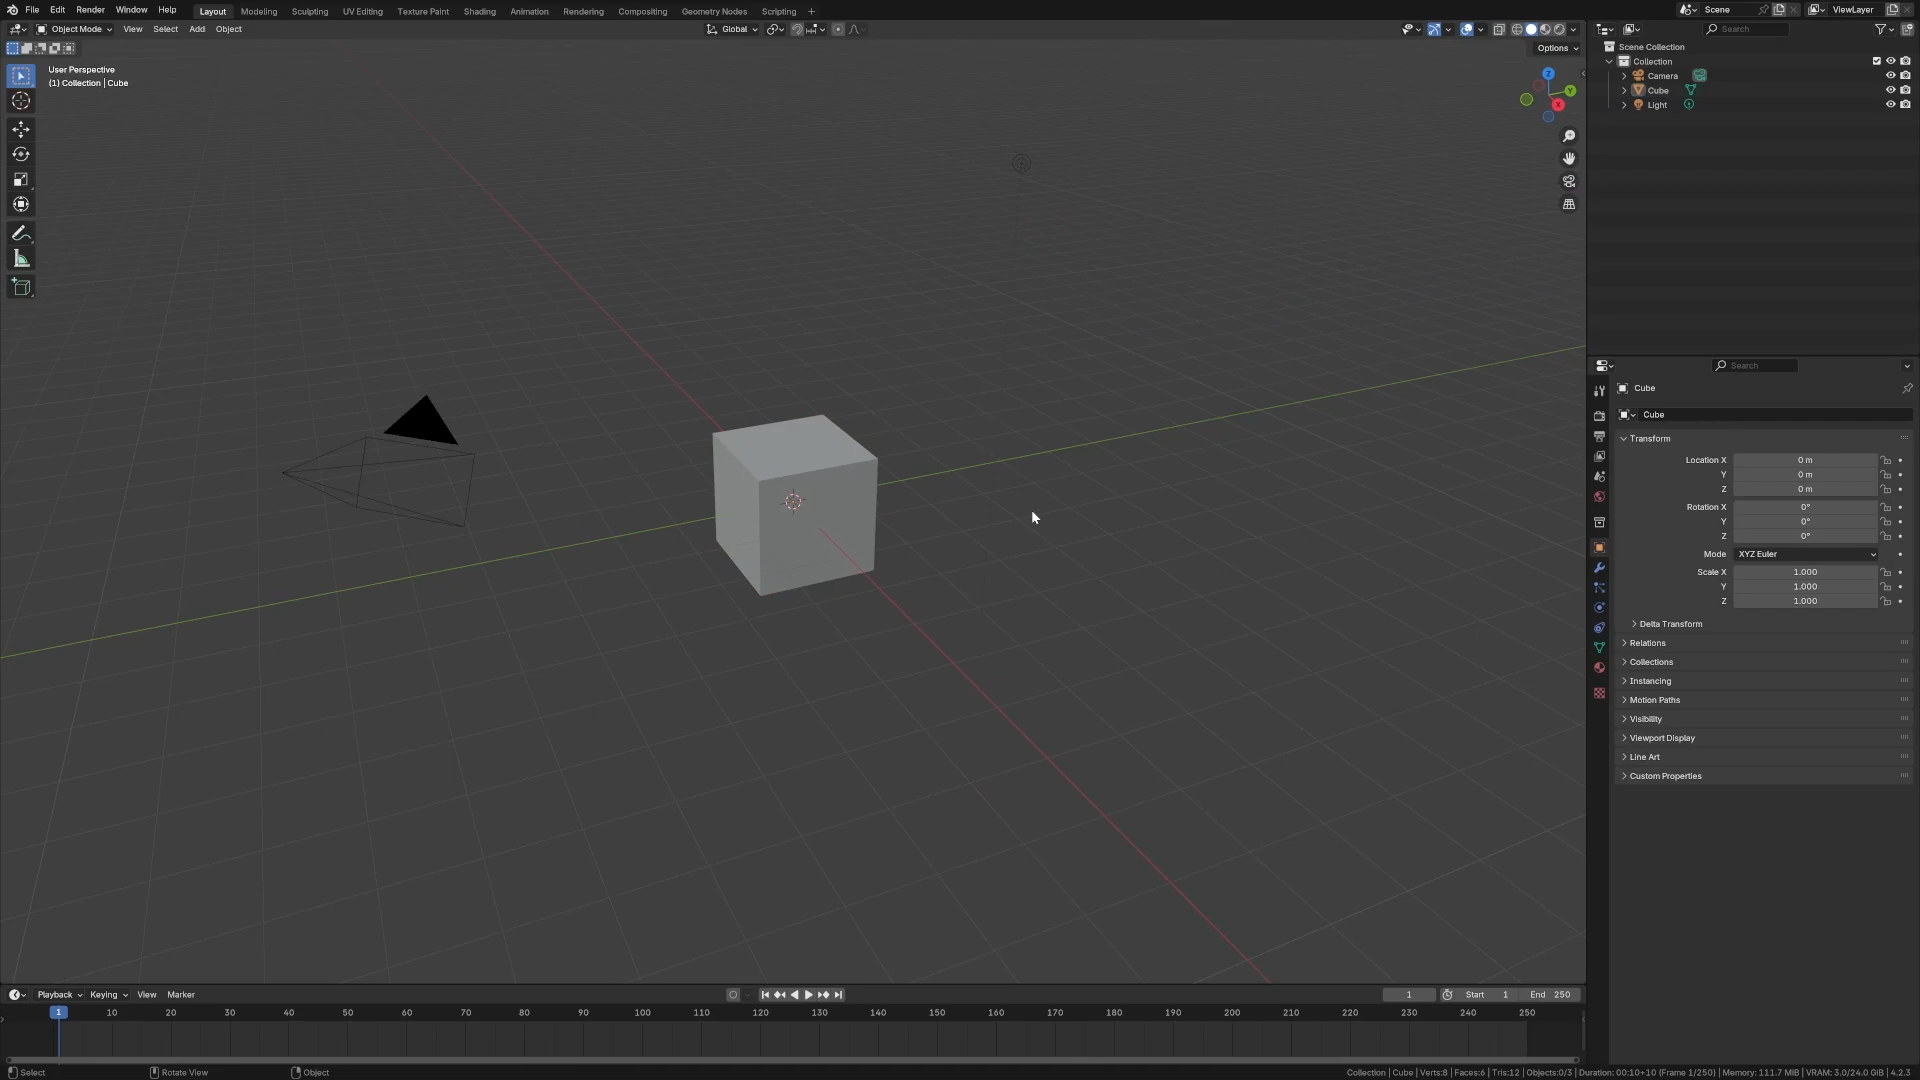 File Edit Render Window Help Layout Modeling Sculpting UV Editing Texture Paint Shading Animation Rendering Compositing Geometry Nodes Scripting + Scene ViewLayer
Object Mode View Select Add Object Global Search
Options
User Perspective
(1) Collection | Cube
Z
Y
X
Scene Collection
Collection
Camera
Cube
Light
Search
Cube
Cube
Transform
Location X 0 m
Y 0 m
Z 0 m
Rotation X 0°
Y 0°
Z 0°
Mode XYZ Euler
Scale X 1.000
Y 1.000
Z 1.000
Delta Transform
Relations
Collections
Instancing
Motion Paths
Visibility
Viewport Display
Line Art
Custom Properties
Playback Keying View Marker 1 Start 1 End 250
1 10 20 30 40 50 60 70 80 90 100 110 120 130 140 150 160 170 180 190 200 210 220 230 240 250
Select Rotate View Object Collection | Cube | Verts:8 | Faces:6 | Tris:12 | Objects:0/3 | Duration: 00:10+10 (Frame 1/250) | Memory: 111.7 MiB | VRAM: 3.0/24.0 GiB | 4.2.3